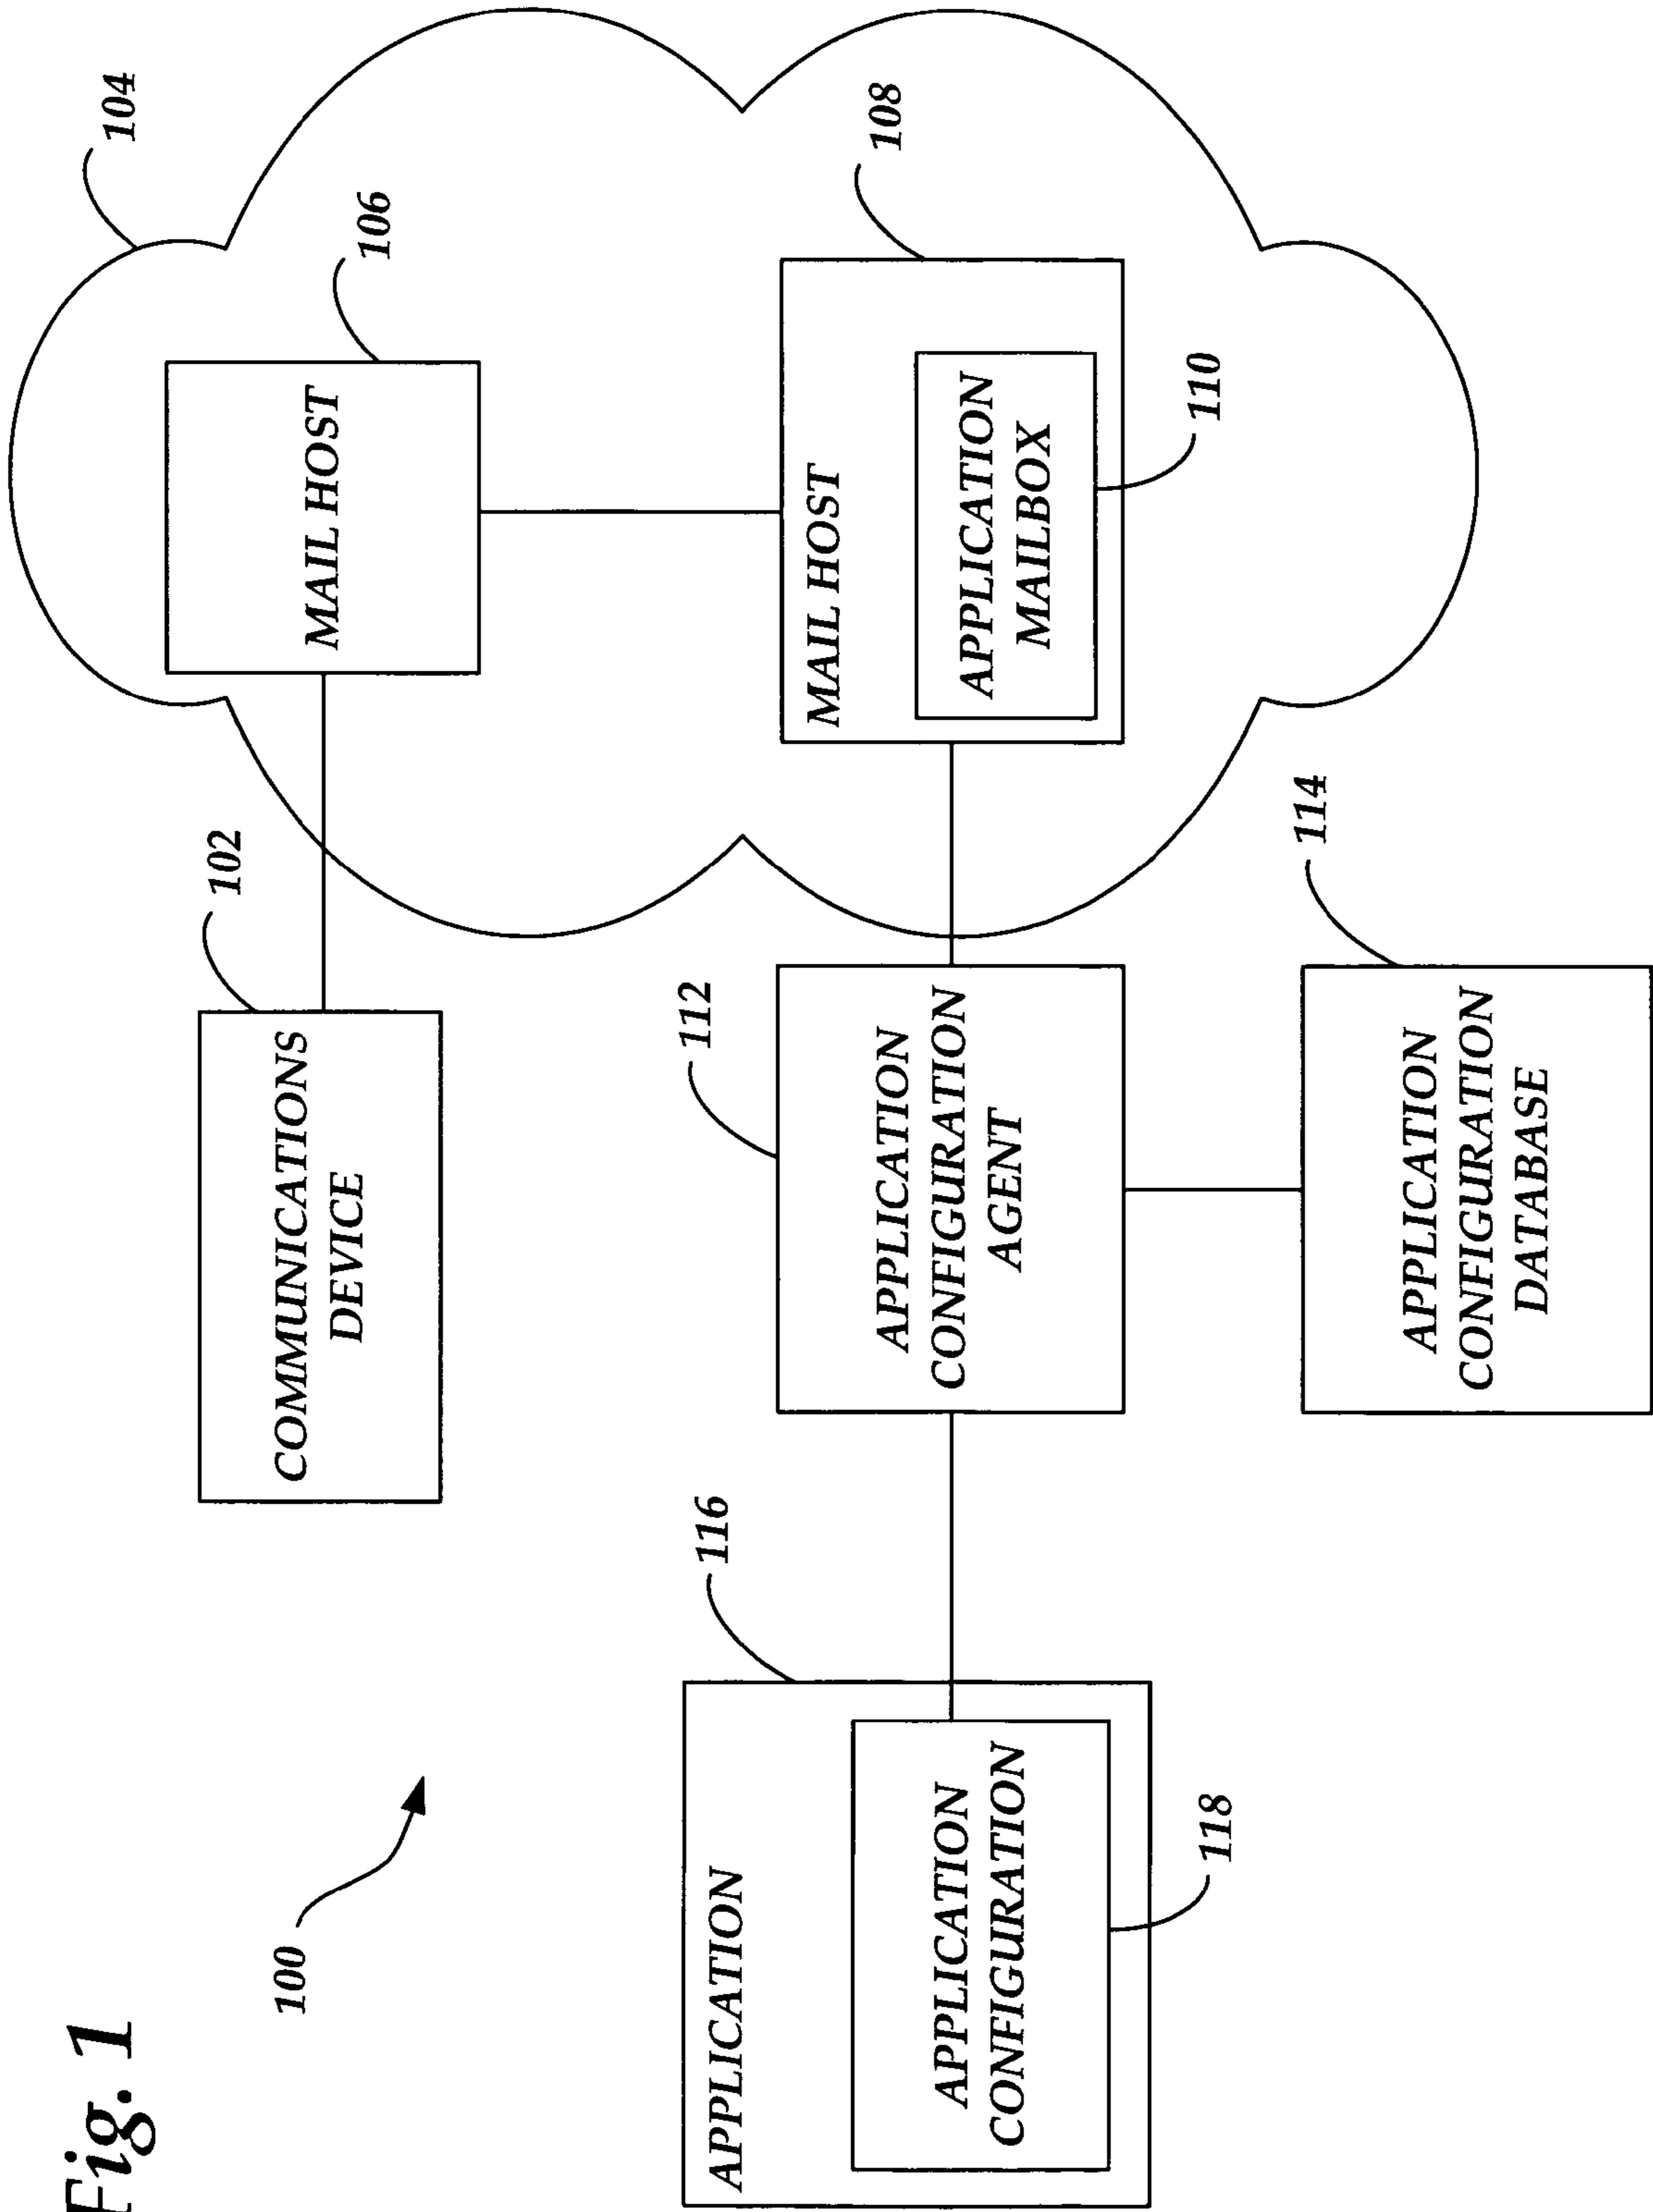 Fig. 1
100
102
COMMUNICATIONS
DEVICE
104
106
MAIL HOST
108
MAIL HOST
APPLICATION
MAILBOX
110
112
APPLICATION
CONFIGURATION
AGENT
114
APPLICATION
CONFIGURATION
DATABASE
116
APPLICATION
APPLICATION
CONFIGURATION
118